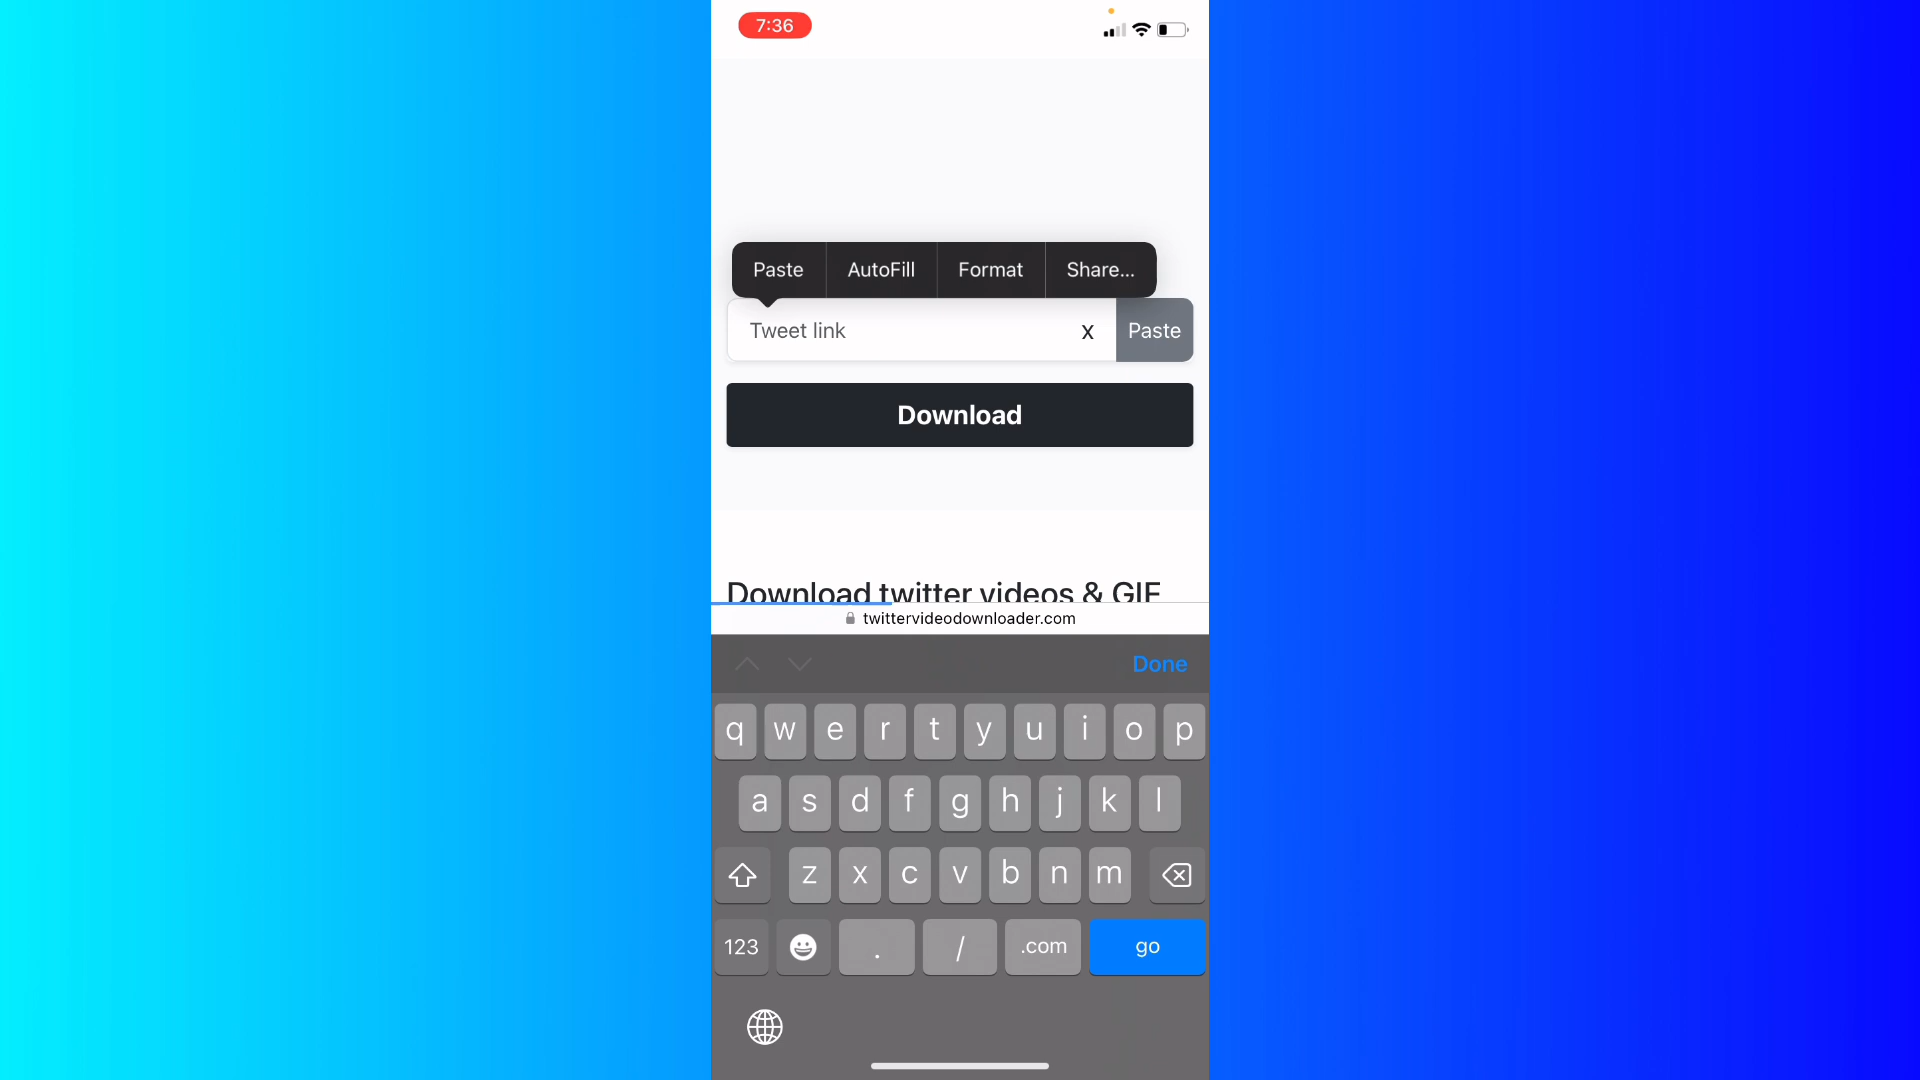 7:36
Paste AutoFill Format Share...
Tweet link x Paste
Download
Download twitter videos & GIF
twittervideodownloader.com
Done
q w e r t y u i o p
a s d f g h j k l
z x c v b n m
123 . / .com go